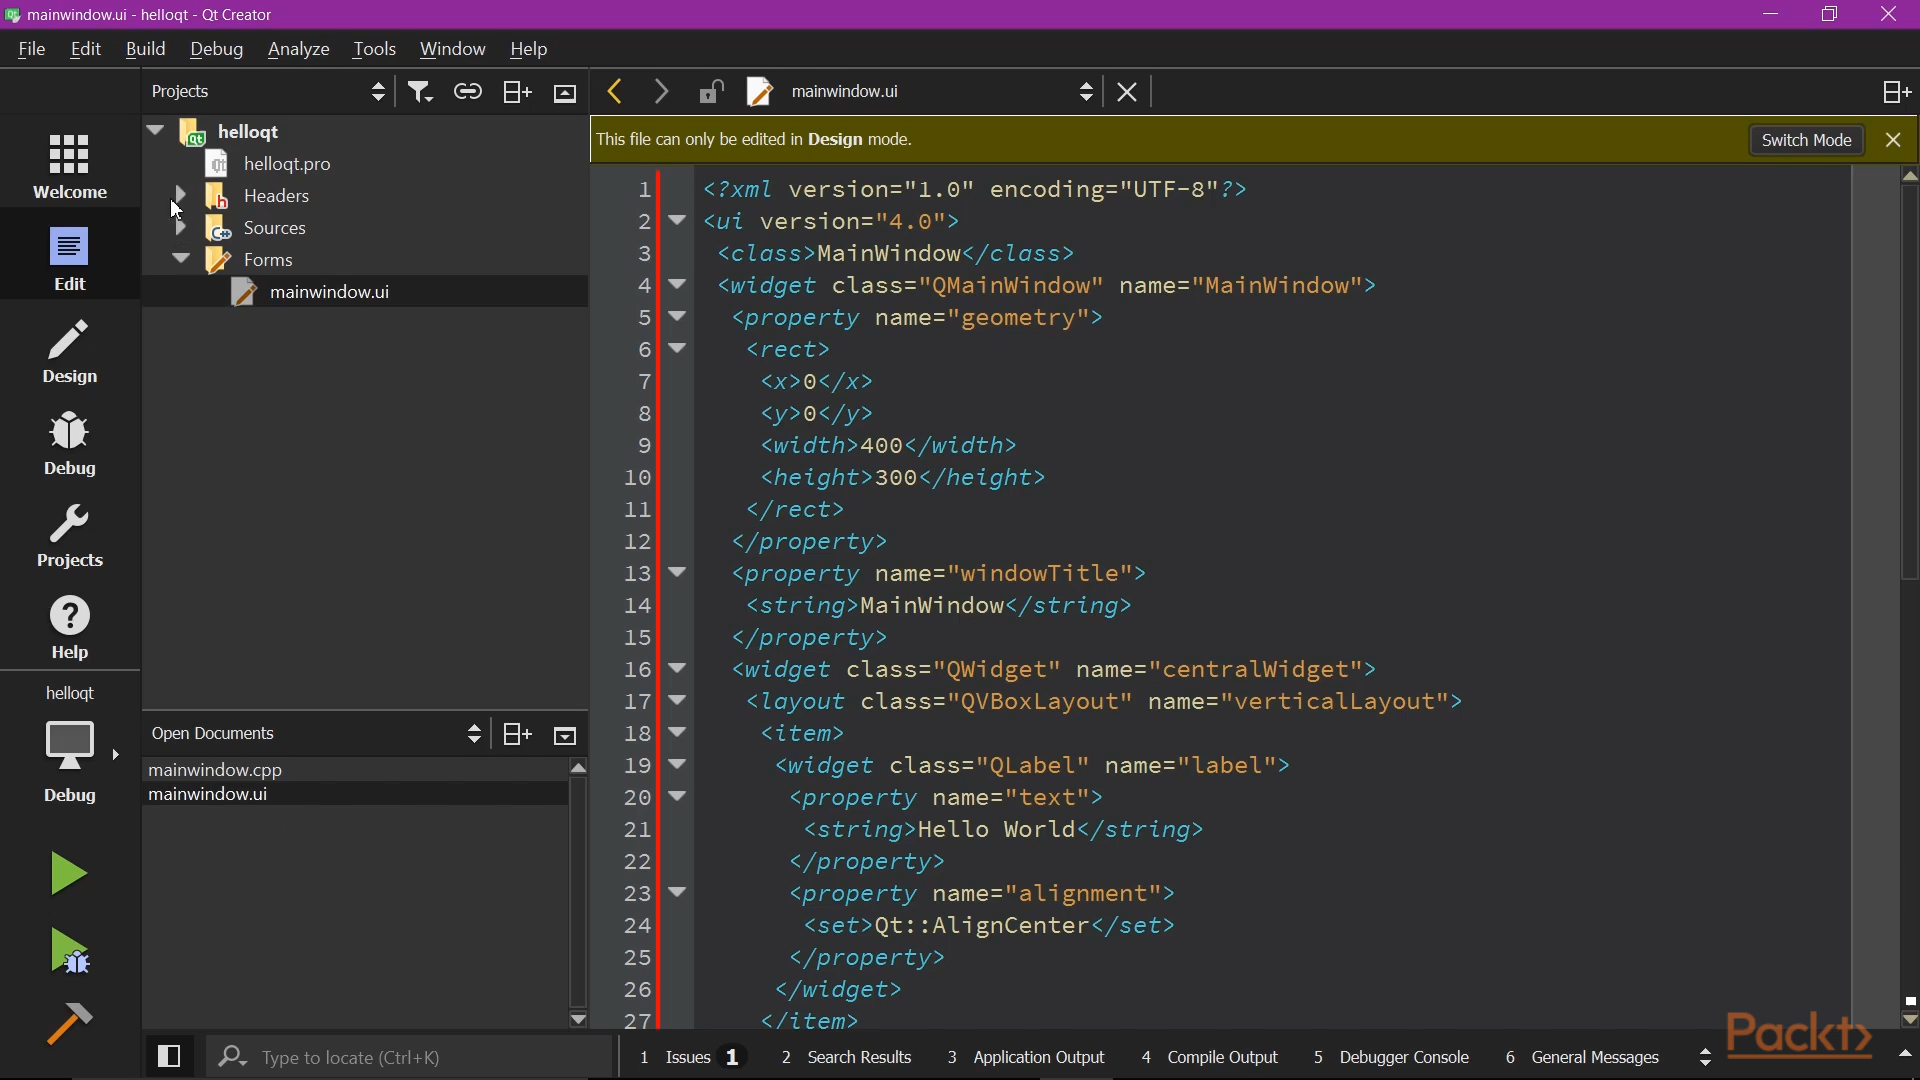 mainwindow.ui - helloqt - Qt Creator
File Edit Build Debug Analyze Tools Window Help
Projects
mainwindow.ui
helloqt
helloqt.pro
Headers
Sources
Forms
mainwindow.ui
Welcome
Edit
Design
Debug
Projects
Help
helloqt
Debug
Open Documents
mainwindow.cpp
mainwindow.ui
This file can only be edited in Design mode.
Switch Mode
1 <?xml version="1.0" encoding="UTF-8"?>
2 <ui version="4.0">
3 <class>MainWindow</class>
4 <widget class="QMainWindow" name="MainWindow">
5 <property name="geometry">
6 <rect>
7 <x>0</x>
8 <y>0</y>
9 <width>400</width>
10 <height>300</height>
11 </rect>
12 </property>
13 <property name="windowTitle">
14 <string>MainWindow</string>
15 </property>
16 <widget class="QWidget" name="centralWidget">
17 <layout class="QVBoxLayout" name="verticalLayout">
18 <item>
19 <widget class="QLabel" name="label">
20 <property name="text">
21 <string>Hello World</string>
22 </property>
23 <property name="alignment">
24 <set>Qt::AlignCenter</set>
25 </property>
26 </widget>
27 </item>
Packt>
Type to locate (Ctrl+K)
1 Issues 1 2 Search Results 3 Application Output 4 Compile Output 5 Debugger Console 6 General Messages